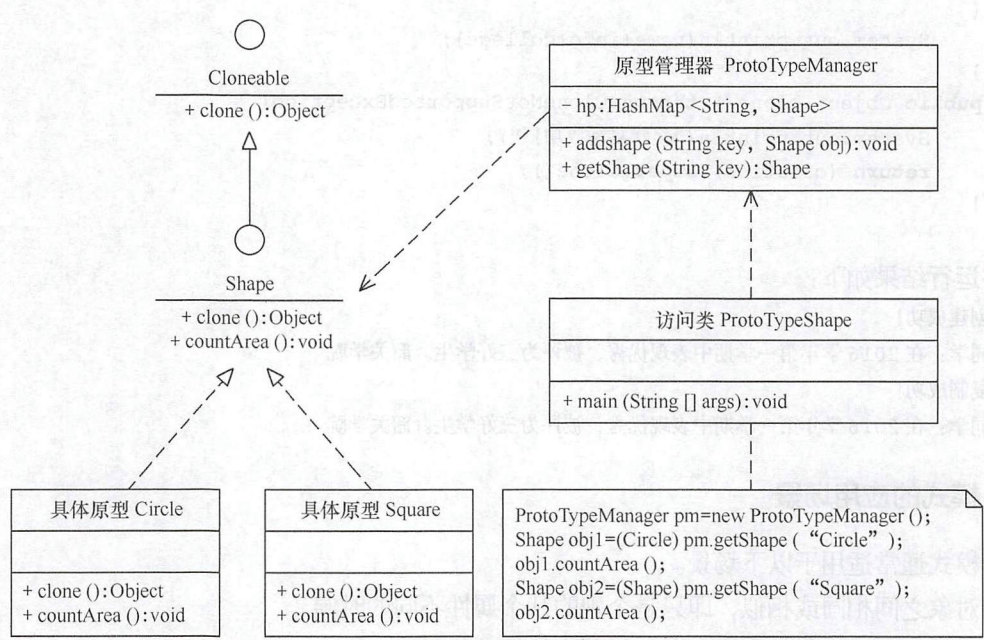 Cloneable
+ clone ():Object
Shape
+ clone ():Object
+ countArea ():void
原型管理器 ProtoTypeManager
- hp:HashMap <String, Shape>
+ addshape (String key, Shape obj):void
+ getShape (String key):Shape
访问类 ProtoTypeShape
+ main (String [] args):void
具体原型 Circle
+ clone ():Object
+ countArea ():void
具体原型 Square
+ clone ():Object
+ countArea ():void
ProtoTypeManager pm=new ProtoTypeManager ();
Shape obj1=(Circle) pm.getShape (“Circle”);
obj1.countArea ();
Shape obj2=(Shape) pm.getShape (“Square”);
obj2.countArea ();